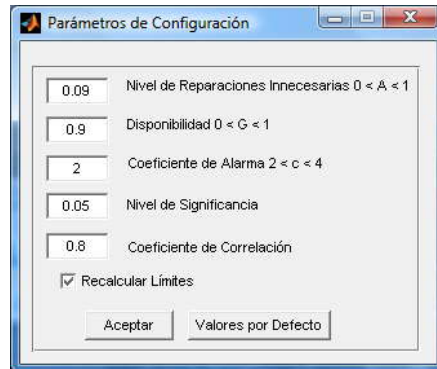 Parámetros de Configuración
0.09 Nivel de Reparaciones Innecesarias 0 < A < 1
0.9 Disponibilidad 0 < G < 1
2 Coeficiente de Alarma 2 < c < 4
0.05 Nivel de Significancia
0.8 Coeficiente de Correlación
Recalcular Límites
Aceptar Valores por Defecto